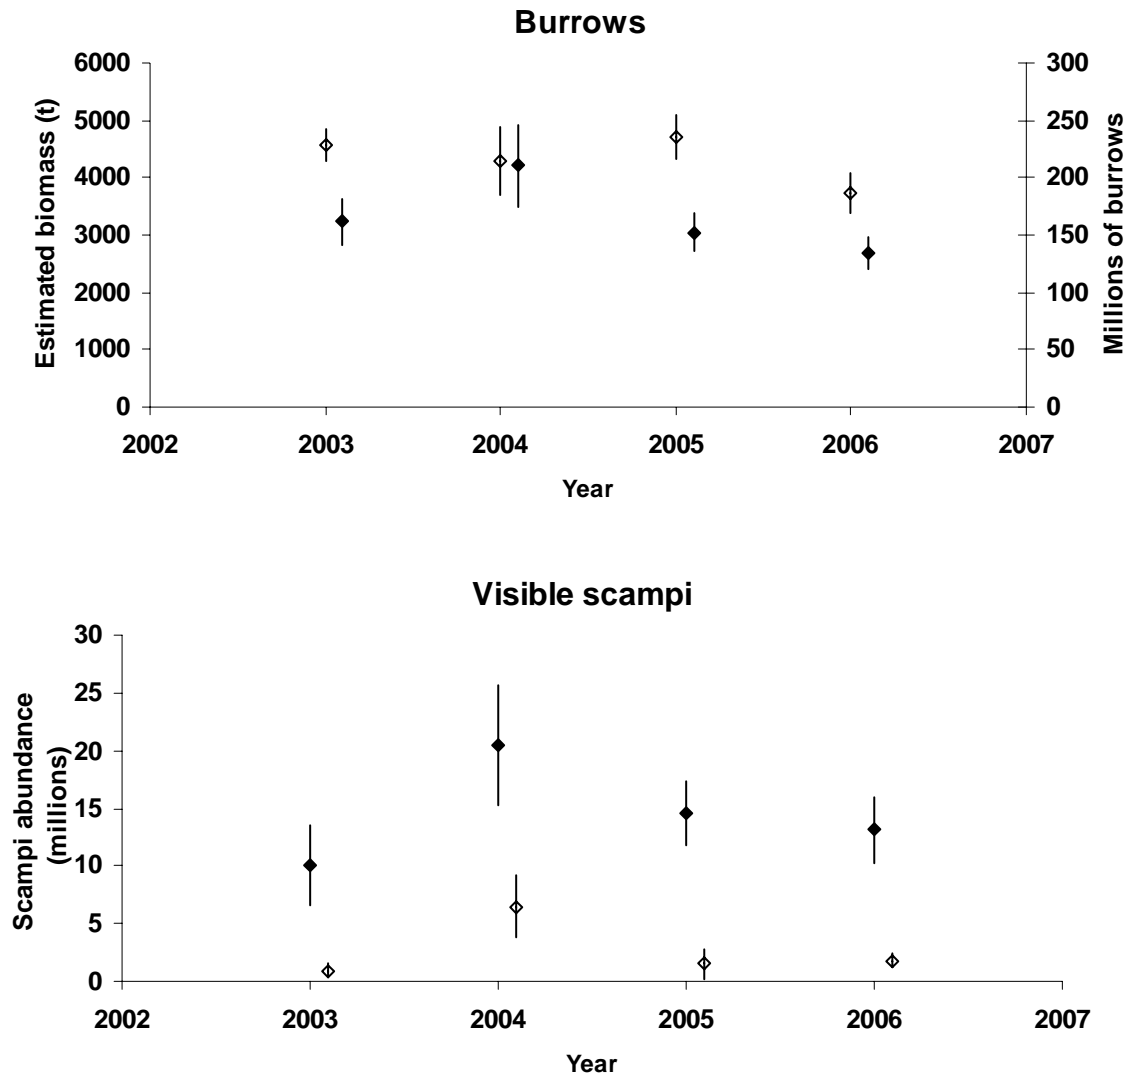 Burrows
6000
5000
4000
3000
2000
1000
0
Estimated biomass (t)
300
250
200
150
100
50
0
Millions of burrows
2002 2003 2004 2005 2006 2007
Year
Visible scampi
30
25
20
15
10
5
0
Scampi abundance
(millions)
2002 2003 2004 2005 2006 2007
Year